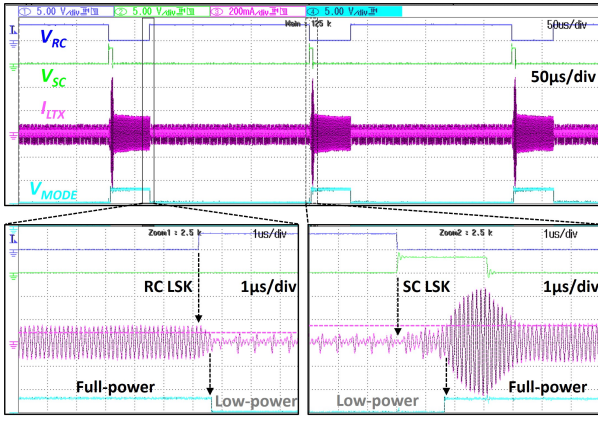 ① 5.00 V/div ② 5.00 V/div ③ 200mA/div ④ 5.00 V/div
Main : 125 k 50us/div
V_RC
V_SC
50μs/div
I_LTX
V_MODE
Zoom1 : 2.5 k 1us/div
RC LSK
1μs/div
Full-power
Low-power
Zoom2 : 2.5 k 1us/div
SC LSK
1μs/div
Low-power
Full-power